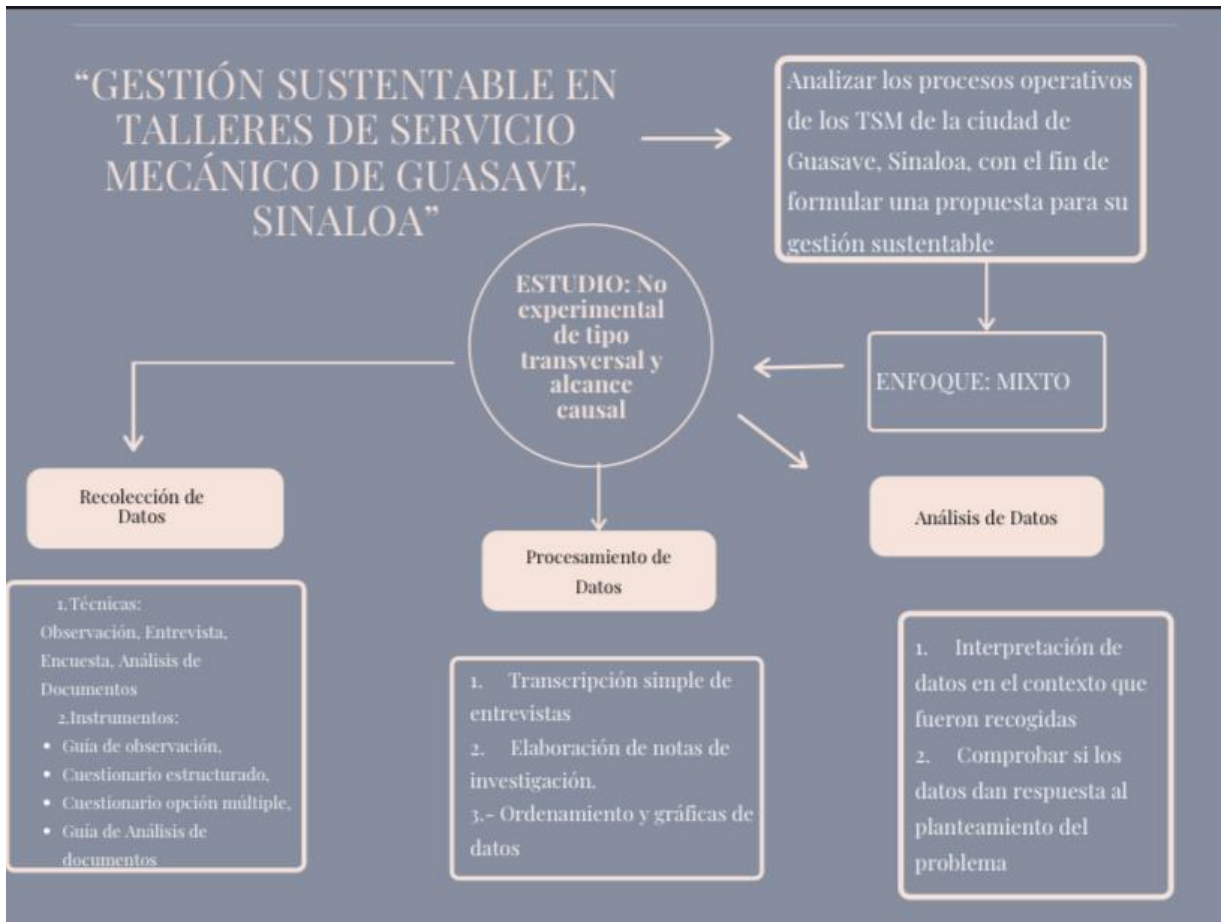 “GESTIÓN SUSTENTABLE EN
TALLERES DE SERVICIO
MECÁNICO DE GUASAVE,
SINALOA”
Analizar los procesos operativos
de los TSM de la ciudad de
Guasave, Sinaloa, con el fin de
formular una propuesta para su
gestión sustentable
ENFOQUE: MIXTO
ESTUDIO: No
experimental
de tipo
transversal y
alcance
causal
Recolección de
Datos
1.Técnicas:
Observación, Entrevista,
Encuesta, Análisis de
Documentos
2.Instrumentos:
• Guía de observación,
• Cuestionario estructurado,
• Cuestionario opción múltiple,
• Guía de Análisis de
documentos
Procesamiento de
Datos
1. Transcripción simple de
entrevistas
2. Elaboración de notas de
investigación.
3.- Ordenamiento y gráficas de
datos
Análisis de Datos
1. Interpretación de
datos en el contexto que
fueron recogidas
2. Comprobar si los
datos dan respuesta al
planteamiento del
problema